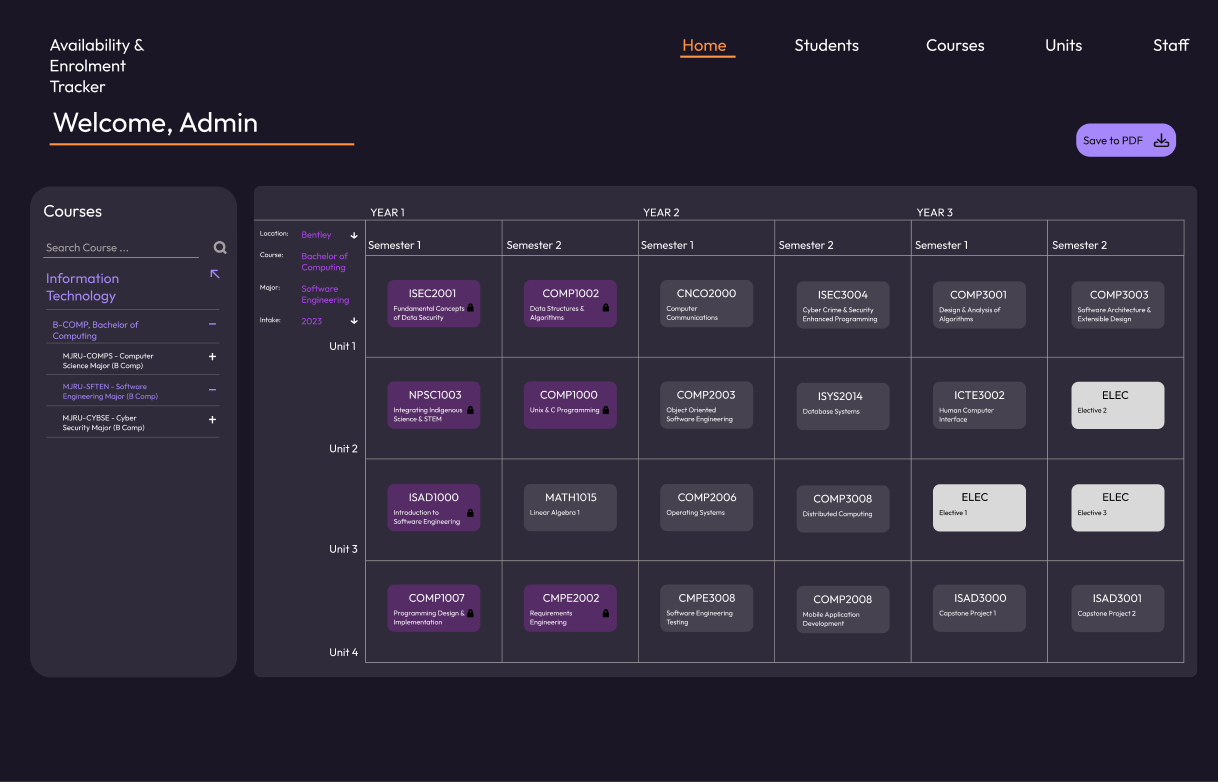 Availability &
Enrolment
Tracker
Home
Students
Courses
Units
Staff
Welcome, Admin
Save to PDF
Courses
Search Course ...
Information
Technology
B-COMP, Bachelor of
Computing
MJRU-COMPS - Computer
Science Major (B Comp)
MJRU-SFTEN - Software
Engineering Major (B Comp)
MJRU-CYBSE - Cyber
Security Major (B Comp)
YEAR 1
YEAR 2
YEAR 3
Location:
Bentley
Course:
Bachelor of
Computing
Major:
Software
Engineering
Intake:
2023
Semester 1
Semester 2
Semester 1
Semester 2
Semester 1
Semester 2
Unit 1
ISEC2001
Fundamental Concepts
of Data Security
COMP1002
Data Structures &
Algorithms
CNCO2000
Computer
Communications
ISEC3004
Cyber Crime & Security
Enhanced Programming
COMP3001
Design & Analysis of
Algorithms
COMP3003
Software Architecture &
Extensible Design
Unit 2
NPSC1003
Integrating Indigenous
Science & STEM
COMP1000
Unix & C Programming
COMP2003
Object Oriented
Software Engineering
ISYS2014
Database Systems
ICTE3002
Human Computer
Interface
ELEC
Elective 2
Unit 3
ISAD1000
Introduction to
Software Engineering
MATH1015
Linear Algebra 1
COMP2006
Operating Systems
COMP3008
Distributed Computing
ELEC
Elective 1
ELEC
Elective 3
Unit 4
COMP1007
Programming Design &
Implementation
CMPE2002
Requirements
Engineering
CMPE3008
Software Engineering
Testing
COMP2008
Mobile Application
Development
ISAD3000
Capstone Project 1
ISAD3001
Capstone Project 2